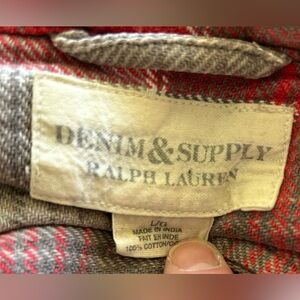 DENIM & SUPPLY
RALPH LAUREN
L/G
MADE IN INDIA
FAIT EN INDE
100% COTTON/